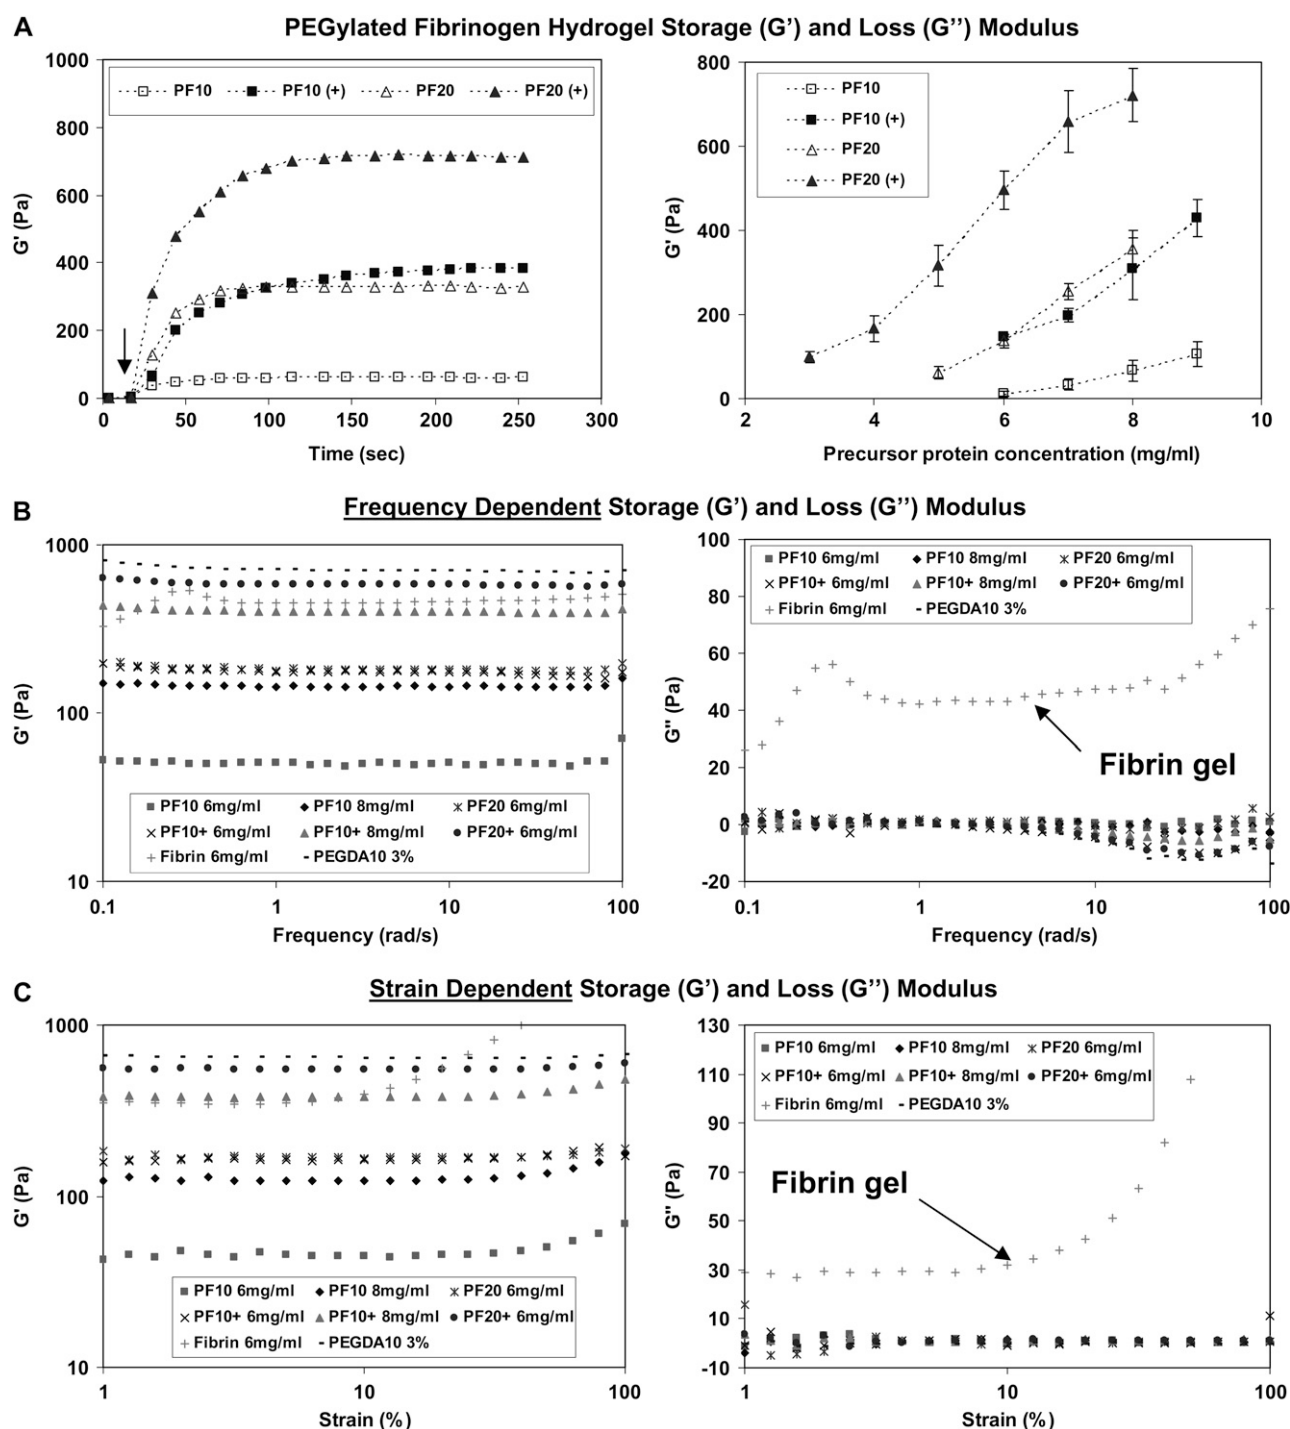 A
PEGylated Fibrinogen Hydrogel Storage (G') and Loss (G'') Modulus
1000
800
600
400
200
0
G' (Pa)
PF10 PF10 (+) PF20 PF20 (+)
0 50 100 150 200 250 300
Time (sec)
800
600
400
200
0
G' (Pa)
PF10
PF10 (+)
PF20
PF20 (+)
2 4 6 8 10
Precursor protein concentration (mg/ml)
B
Frequency Dependent Storage (G') and Loss (G'') Modulus
1000
100
10
G' (Pa)
PF10 6mg/ml PF10 8mg/ml PF20 6mg/ml
PF10+ 6mg/ml PF10+ 8mg/ml PF20+ 6mg/ml
Fibrin 6mg/ml PEGDA10 3%
0.1 1 10 100
Frequency (rad/s)
100
80
60
40
20
0
-20
G'' (Pa)
PF10 6mg/ml PF10 8mg/ml PF20 6mg/ml
PF10+ 6mg/ml PF10+ 8mg/ml PF20+ 6mg/ml
Fibrin 6mg/ml PEGDA10 3%
Fibrin gel
0.1 1 10 100
Frequency (rad/s)
C
Strain Dependent Storage (G') and Loss (G'') Modulus
1000
100
10
G' (Pa)
PF10 6mg/ml PF10 8mg/ml PF20 6mg/ml
PF10+ 6mg/ml PF10+ 8mg/ml PF20+ 6mg/ml
Fibrin 6mg/ml PEGDA10 3%
1 10 100
Strain (%)
130
110
90
70
50
30
10
-10
G'' (Pa)
PF10 6mg/ml PF10 8mg/ml PF20 6mg/ml
PF10+ 6mg/ml PF10+ 8mg/ml PF20+ 6mg/ml
Fibrin 6mg/ml PEGDA10 3%
Fibrin gel
1 10 100
Strain (%)